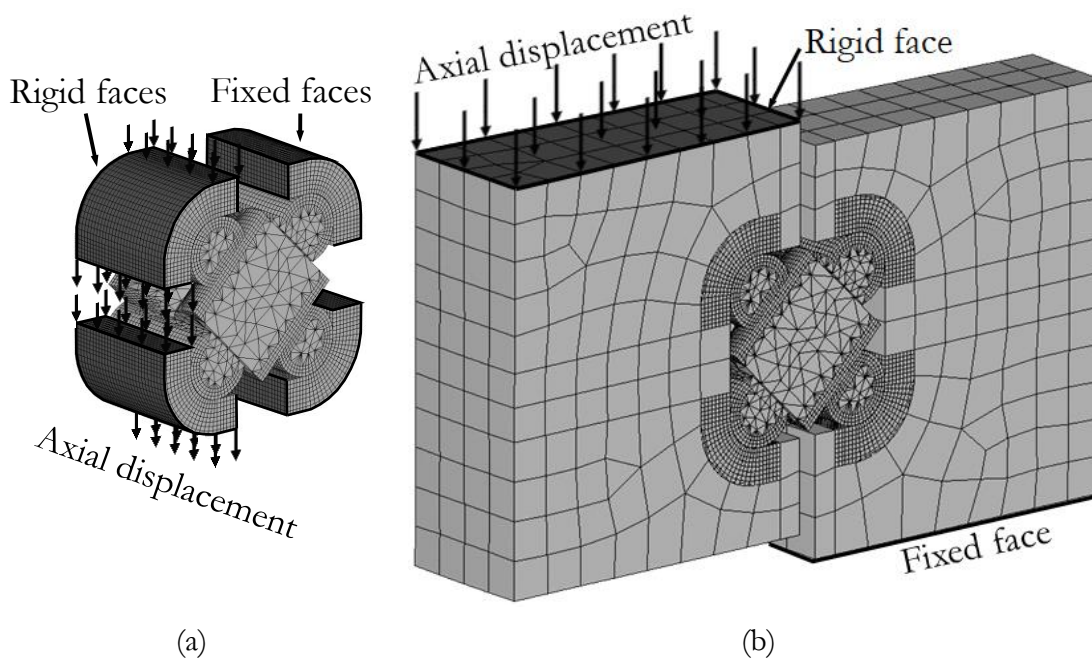 Rigid faces
Fixed faces
Axial displacement
(a)
Axial displacement
Rigid face
Fixed face
(b)